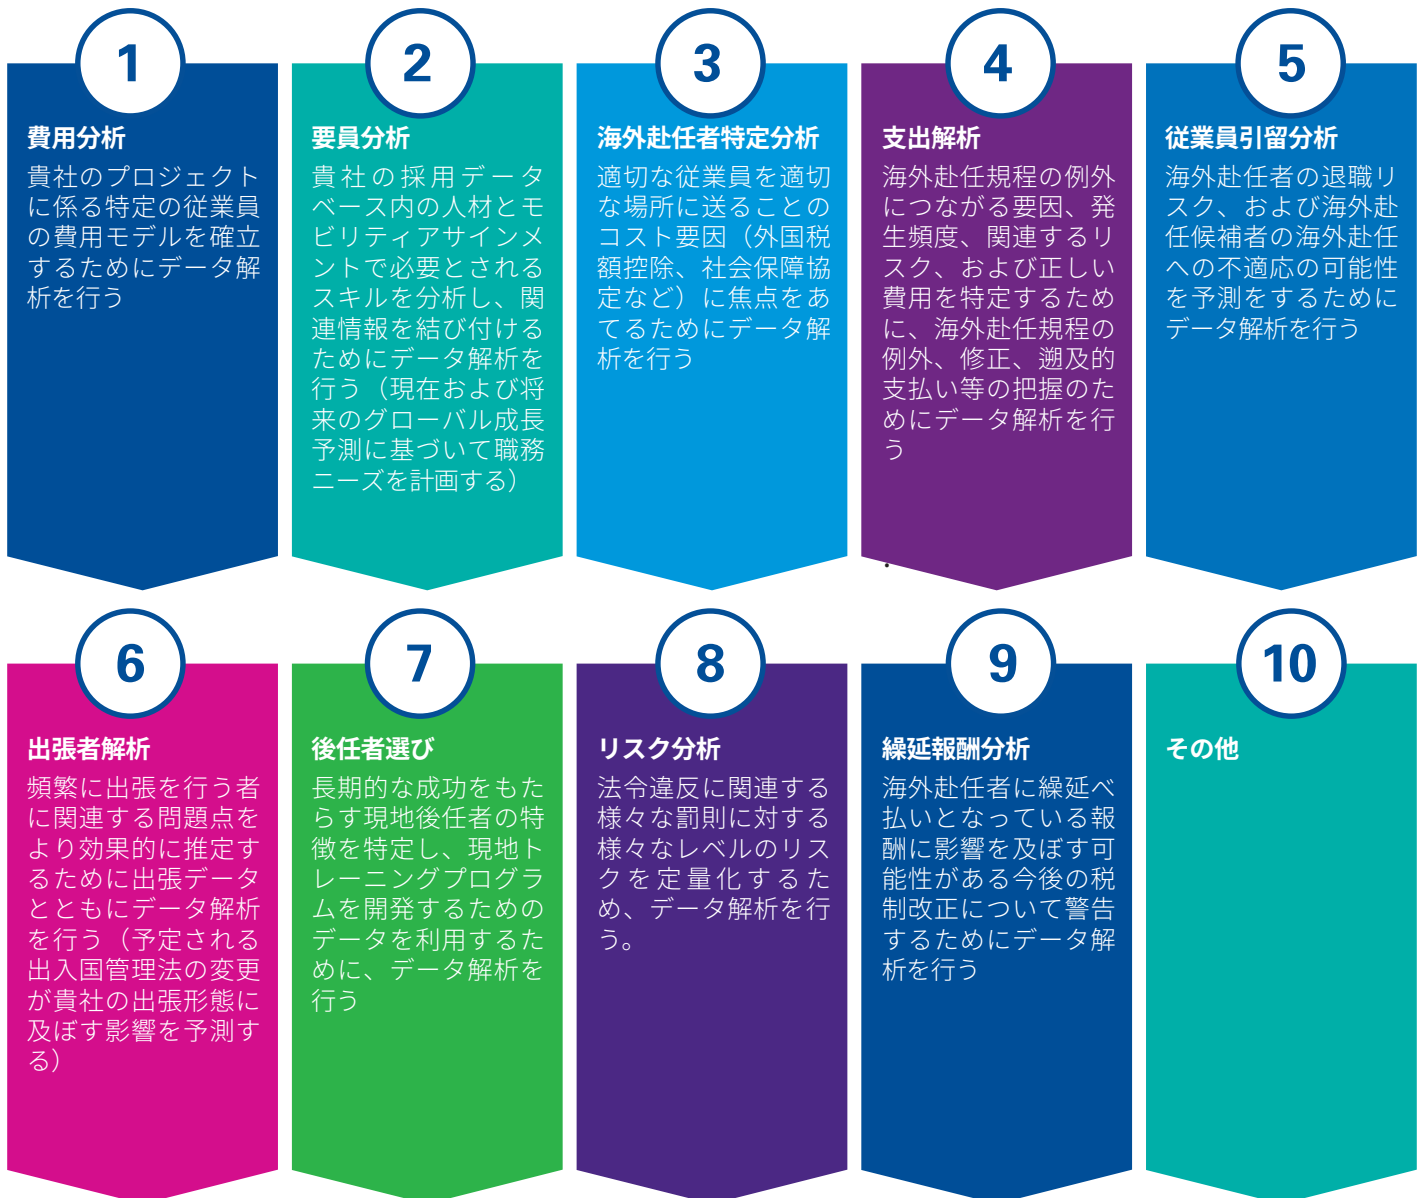 1
費用分析
貴社のプロジェクト
に係る特定の従業員
の費用モデルを確立
するためにデータ解
析を行う
2
要員分析
貴社の採用データ
ベース内の人材とモ
ビリティアサインメ
ントで必要とされる
スキルを分析し、関
連情報を結び付ける
ためにデータ解析を
行う（現在および将
来のグローバル成長
予測に基づいて職務
ニーズを計画する）
3
海外赴任者特定分析
適切な従業員を適切
な場所に送ることの
コスト要因（外国税
額控除、社会保障協
定など）に焦点をあ
てるためにデータ解
析を行う
4
支出解析
海外赴任規程の例外
につながる要因、発
生頻度、関連するリ
スク、および正しい
費用を特定するため
に、海外赴任規程の
例外、修正、遡及的
支払い等の把握のた
めにデータ解析を行
う
5
従業員引留分析
海外赴任者の退職リ
スク、および海外赴
任候補者の海外赴任
への不適応の可能性
を予測をするために
データ解析を行う
6
出張者解析
頻繁に出張を行う者
に関連する問題点を
より効果的に推定す
るために出張データ
とともにデータ解析
を行う（予定される
出入国管理法の変更
が貴社の出張形態に
及ぼす影響を予測す
る）
7
後任者選び
長期的な成功をもた
らす現地後任者の特
徴を特定し、現地ト
レーニングプログラ
ムを開発するための
データを利用するた
めに、データ解析を
行う
8
リスク分析
法令違反に関連する
様々な罰則に対する
様々なレベルのリス
クを定量化するた
め、データ解析を行
う。
9
繰延報酬分析
海外赴任者に繰延べ
払いとなっている報
酬に影響を及ぼす可
能性がある今後の税
制改正について警告
するためにデータ解
析を行う
10
その他